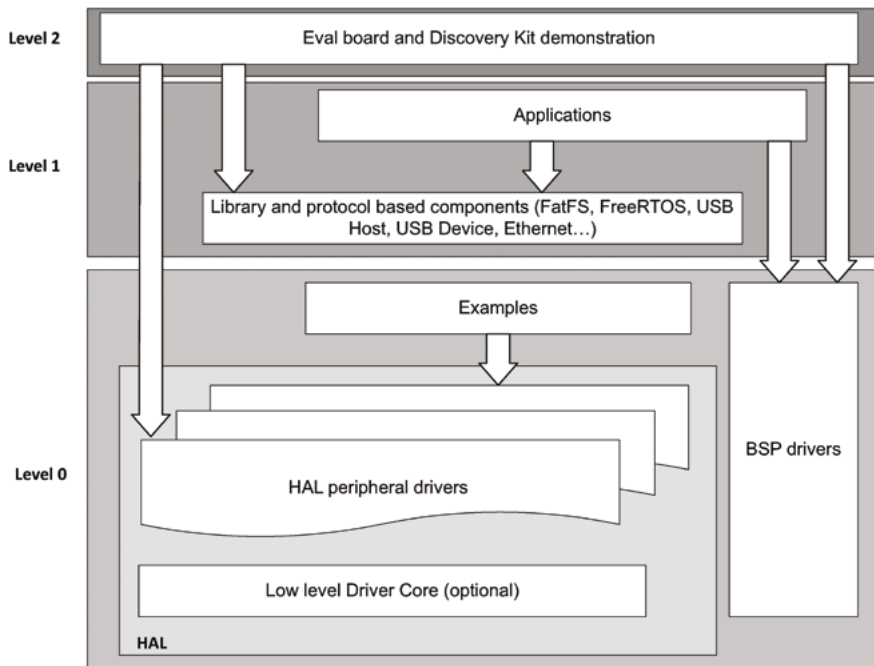 Level 2
Eval board and Discovery Kit demonstration
Level 1
Applications
Library and protocol based components (FatFS, FreeRTOS, USB
Host, USB Device, Ethernet…)
Level 0
Examples
HAL peripheral drivers
BSP drivers
Low level Driver Core (optional)
HAL